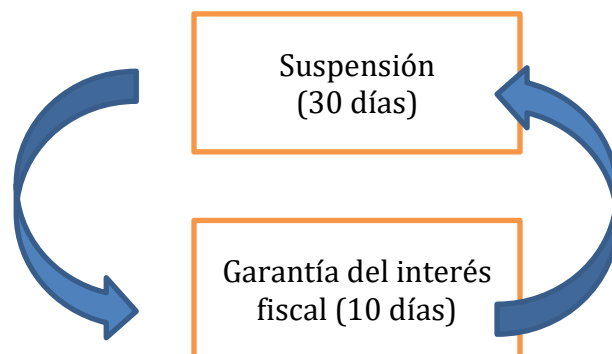 Suspensión
(30 días)
Garantía del interés
fiscal (10 días)